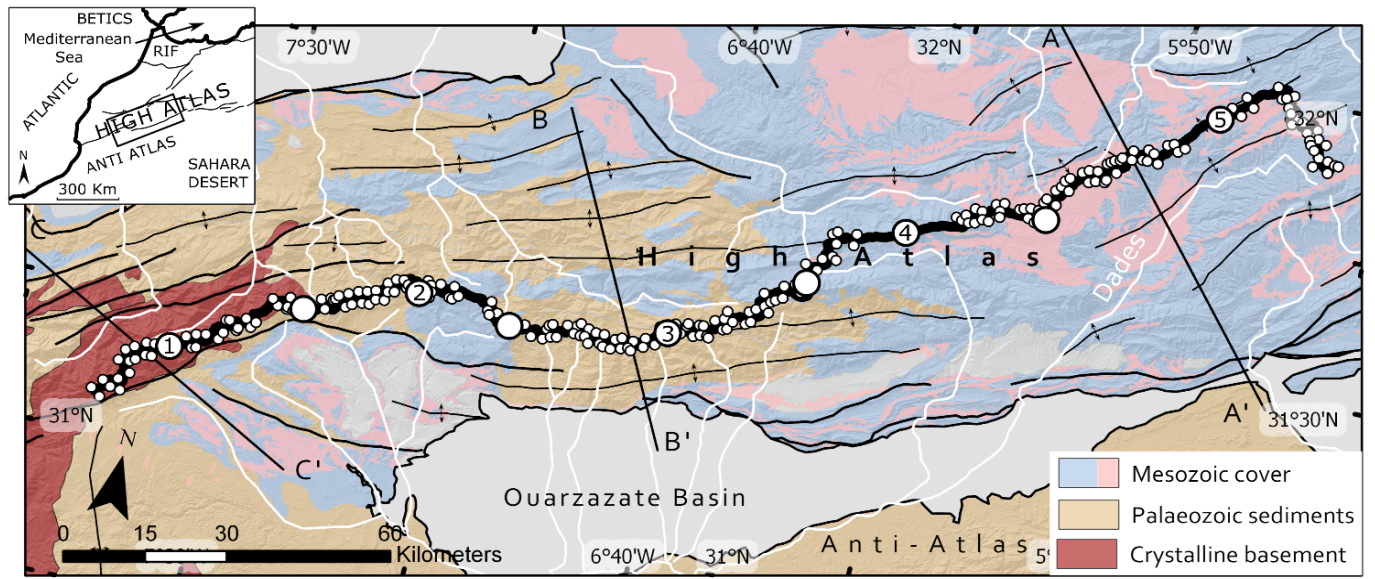 BETICS
Mediterranean
Sea
RIF
ATLANTIC
HIGH ATLAS
ANTI ATLAS
N
SAHARA
DESERT
300 Km
7°30'W
6°40'W
32°N
A
5°50'W
B
5
32°N
C
4
High Atlas
Dades
2
3
1
31°N
A'
31°30'N
N
B'
C'
Ouarzazate Basin
Mesozoic cover
Palaeozoic sediments
Crystalline basement
0 15 30 60
Kilometers
6°40'W
31°N
Anti-Atlas
5°